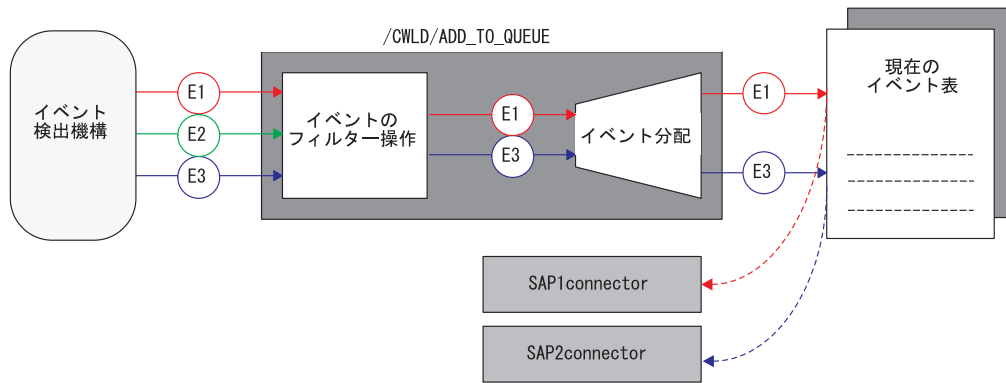 /CWLD/ADD_TO_QUEUE
イベント
検出機構
E1
E2
E3
イベントの
フィルター操作
E1
E3
イベント分配
E1
E3
現在の
イベント表
SAP1connector
SAP2connector